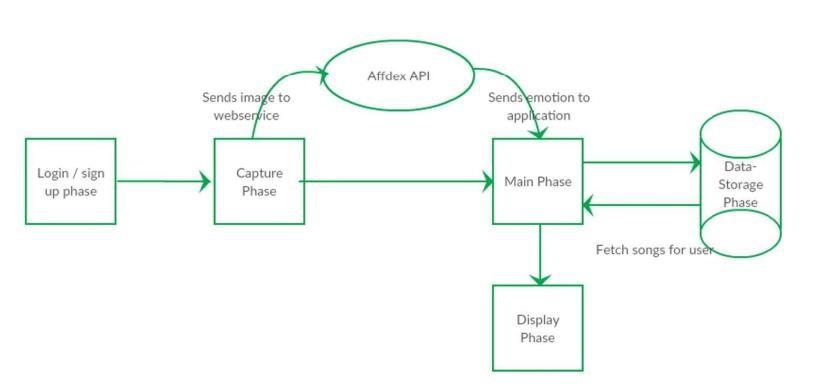 Affdex API
Sends image to
webservice
Sends emotion to
application
Login / sign
up phase
Capture
Phase
Main Phase
Data-
Storage
Phase
Fetch songs for user
Display
Phase